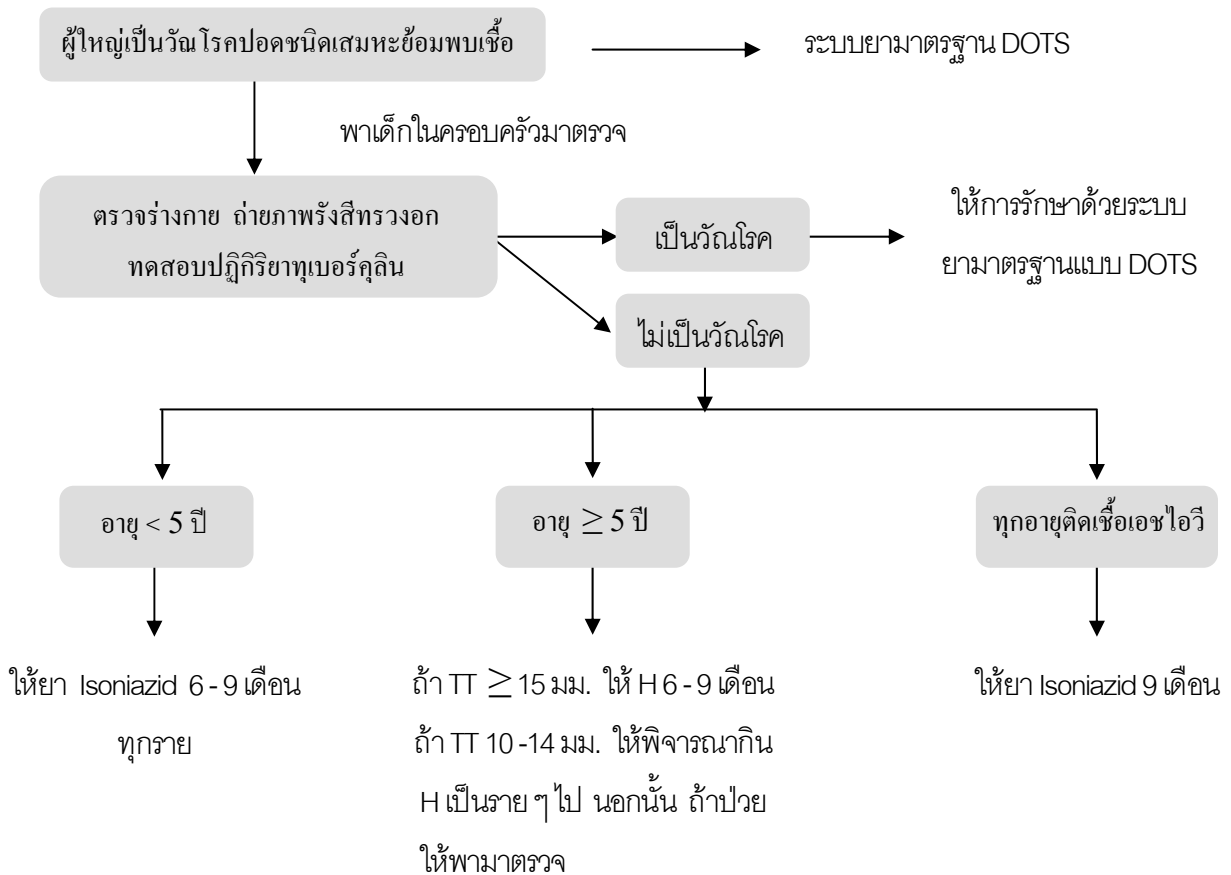 ผู้ใหญ่เป็นวัณโรคปอดชนิดเสมหะย้อมพบเชื้อ
ระบบยามาตรฐาน DOTS
พาเด็กในครอบครัวมาตรวจ
ตรวจร่างกาย ถ่ายภาพรังสีทรวงอก
ทดสอบปฏิกิริยาทุเบอร์คุลิน
เป็นวัณโรค
ให้การรักษาด้วยระบบ
ยามาตรฐานแบบ DOTS
ไม่เป็นวัณโรค
อายุ < 5 ปี
อายุ ≥ 5 ปี
ทุกอายุติดเชื้อเอชไอวี
ให้ยา Isoniazid 6 - 9 เดือน
ทุกราย
ถ้า TT ≥ 15 มม. ให้ H 6 - 9 เดือน
ถ้า TT 10 -14 มม. ให้พิจารณากิน
H เป็นราย ๆ ไป นอกนั้น ถ้าป่วย
ให้พามาตรวจ
ให้ยา Isoniazid 9 เดือน